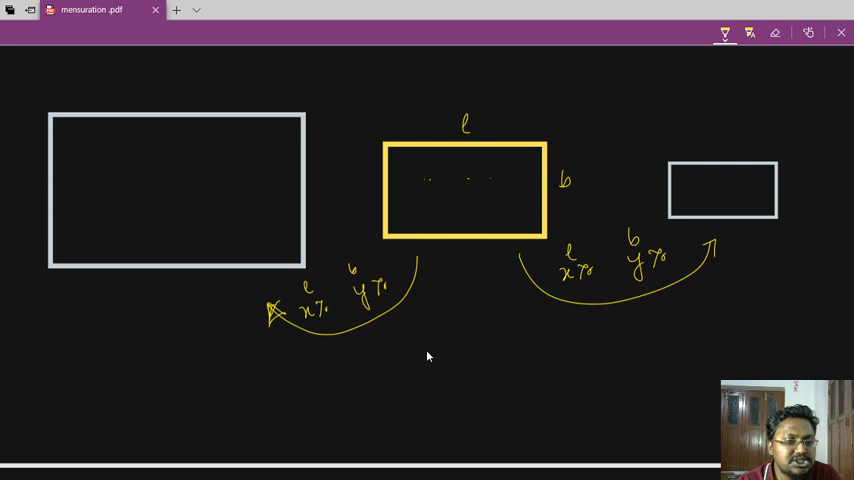 mensuration .pdf
l
b
l b
x% y%
l b
x% y%